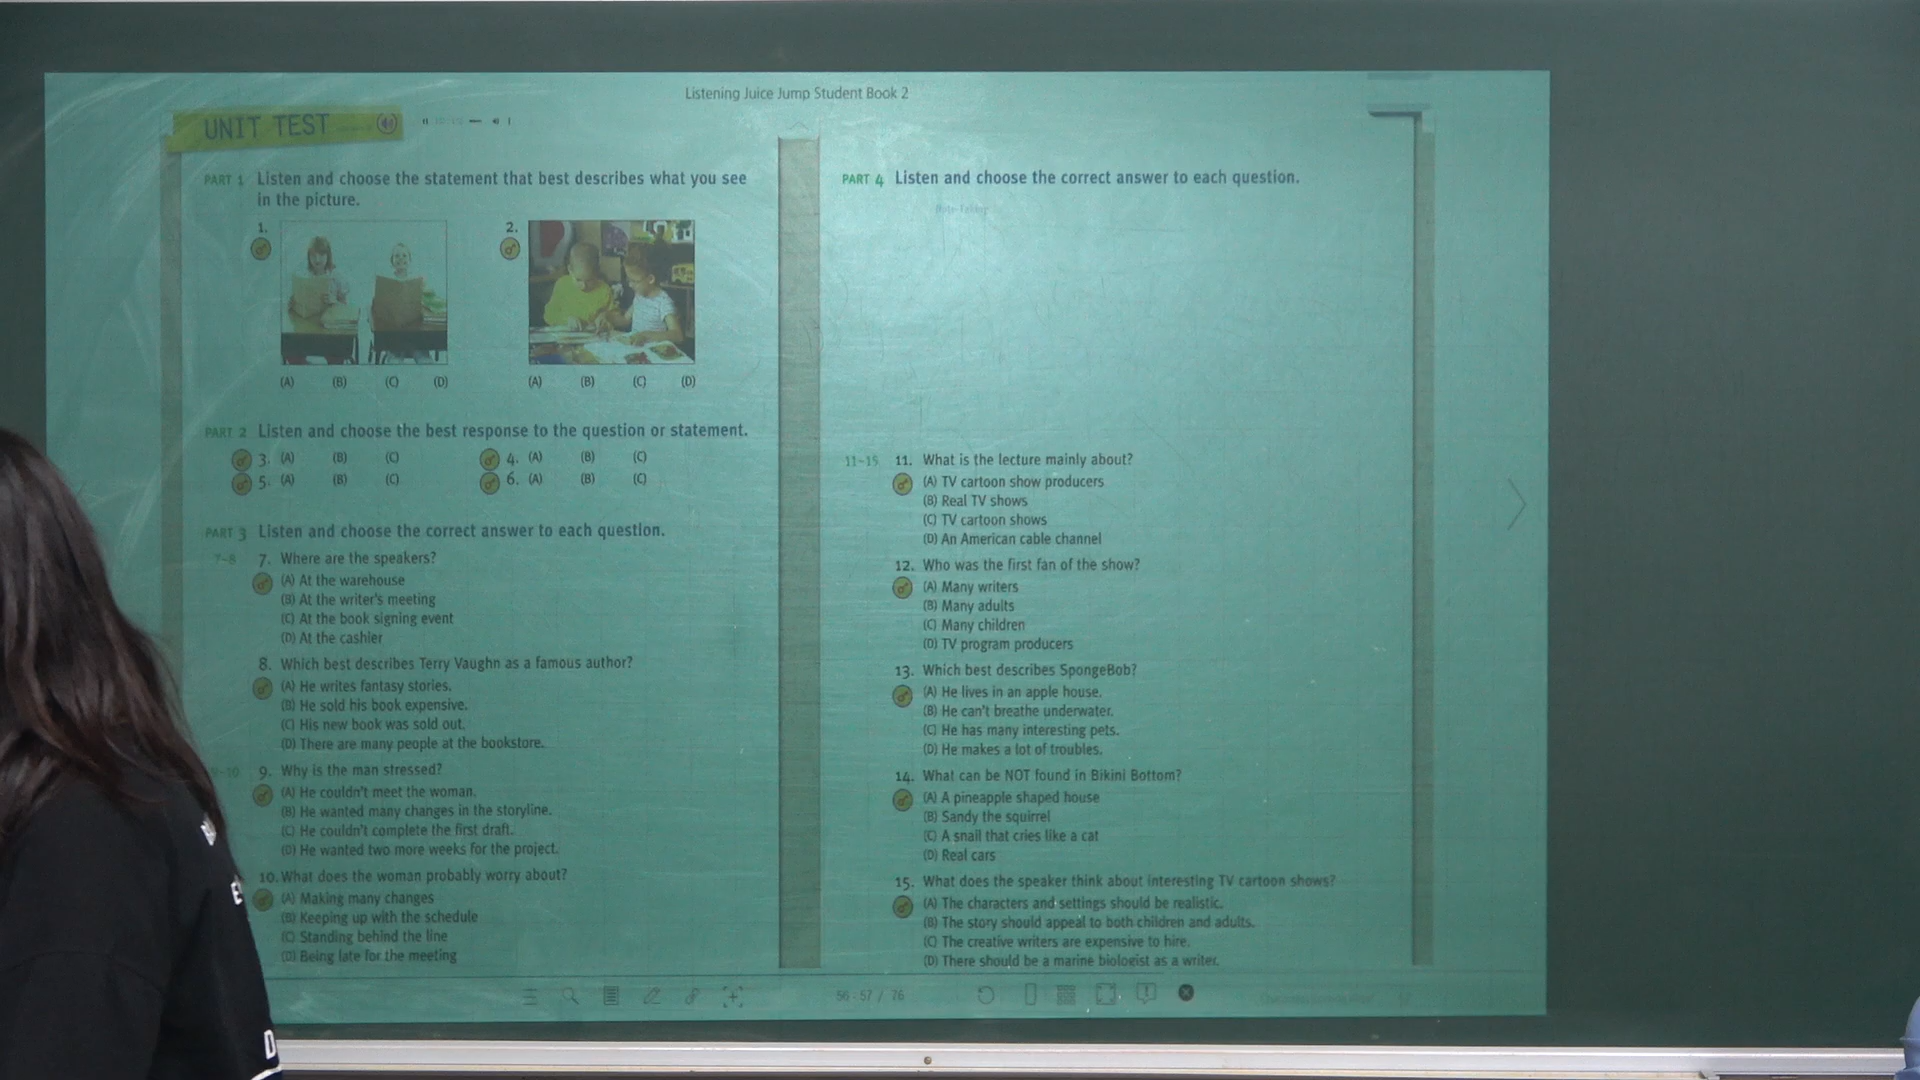 Listening Juice Jump Student Book 2
UNIT TEST
PART 1 Listen and choose the statement that best describes what you see
in the picture.
1. 2.
(A) (B) (C) (D) (A) (B) (C) (D)
PART 2 Listen and choose the best response to the question or statement.
3. (A) (B) (C) 4. (A) (B) (C)
5. (A) (B) (C) 6. (A) (B) (C)
PART 3 Listen and choose the correct answer to each question.
7-8 7. Where are the speakers?
(A) At the warehouse
(B) At the writer's meeting
(C) At the book signing event
(D) At the cashier
8. Which best describes Terry Vaughn as a famous author?
(A) He writes fantasy stories.
(B) He sold his book expensive.
(C) His new book was sold out.
(D) There are many people at the bookstore.
9. Why is the man stressed?
(A) He couldn't meet the woman.
(B) He wanted many changes in the storyline.
(C) He couldn't complete the first draft.
(D) He wanted two more weeks for the project.
10. What does the woman probably worry about?
(A) Making many changes
(B) Keeping up with the schedule
(C) Standing behind the line
(D) Being late for the meeting
PART 4 Listen and choose the correct answer to each question.
Note-Taking
11-15 11. What is the lecture mainly about?
(A) TV cartoon show producers
(B) Real TV shows
(C) TV cartoon shows
(D) An American cable channel
12. Who was the first fan of the show?
(A) Many writers
(B) Many adults
(C) Many children
(D) TV program producers
13. Which best describes SpongeBob?
(A) He lives in an apple house.
(B) He can't breathe underwater.
(C) He has many interesting pets.
(D) He makes a lot of troubles.
14. What can be NOT found in Bikini Bottom?
(A) A pineapple shaped house
(B) Sandy the squirrel
(C) A snail that cries like a cat
(D) Real cars
15. What does the speaker think about interesting TV cartoon shows?
(A) The characters and settings should be realistic.
(B) The story should appeal to both children and adults.
(C) The creative writers are expensive to hire.
(D) There should be a marine biologist as a writer.
56-57 / 76
D